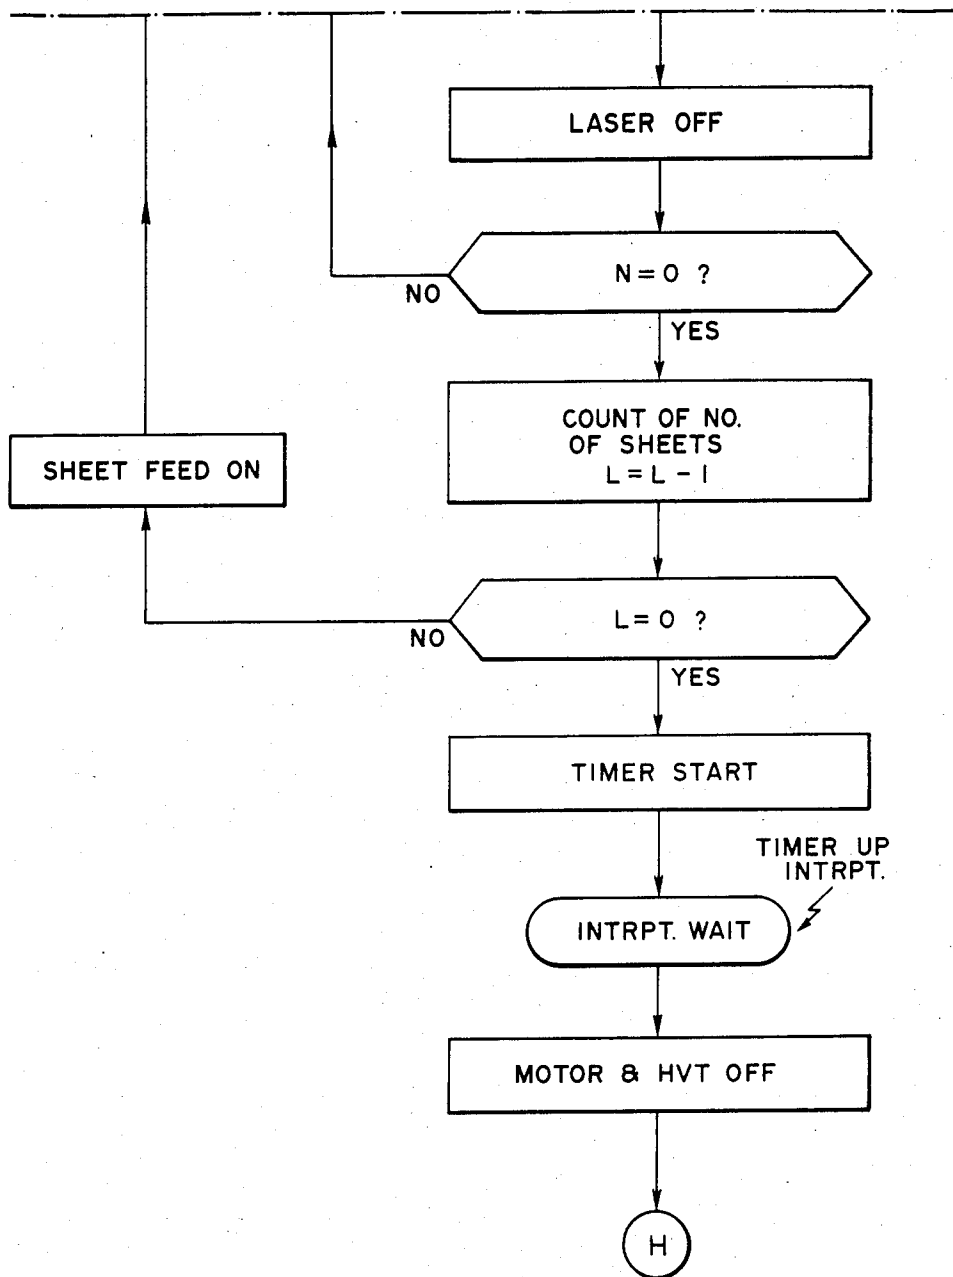 LASER OFF
N = 0 ?
NO
YES
COUNT OF NO.
OF SHEETS
L = L - 1
SHEET FEED ON
L = 0 ?
NO
YES
TIMER START
TIMER UP
INTRPT.
INTRPT. WAIT
MOTOR & HVT OFF
H